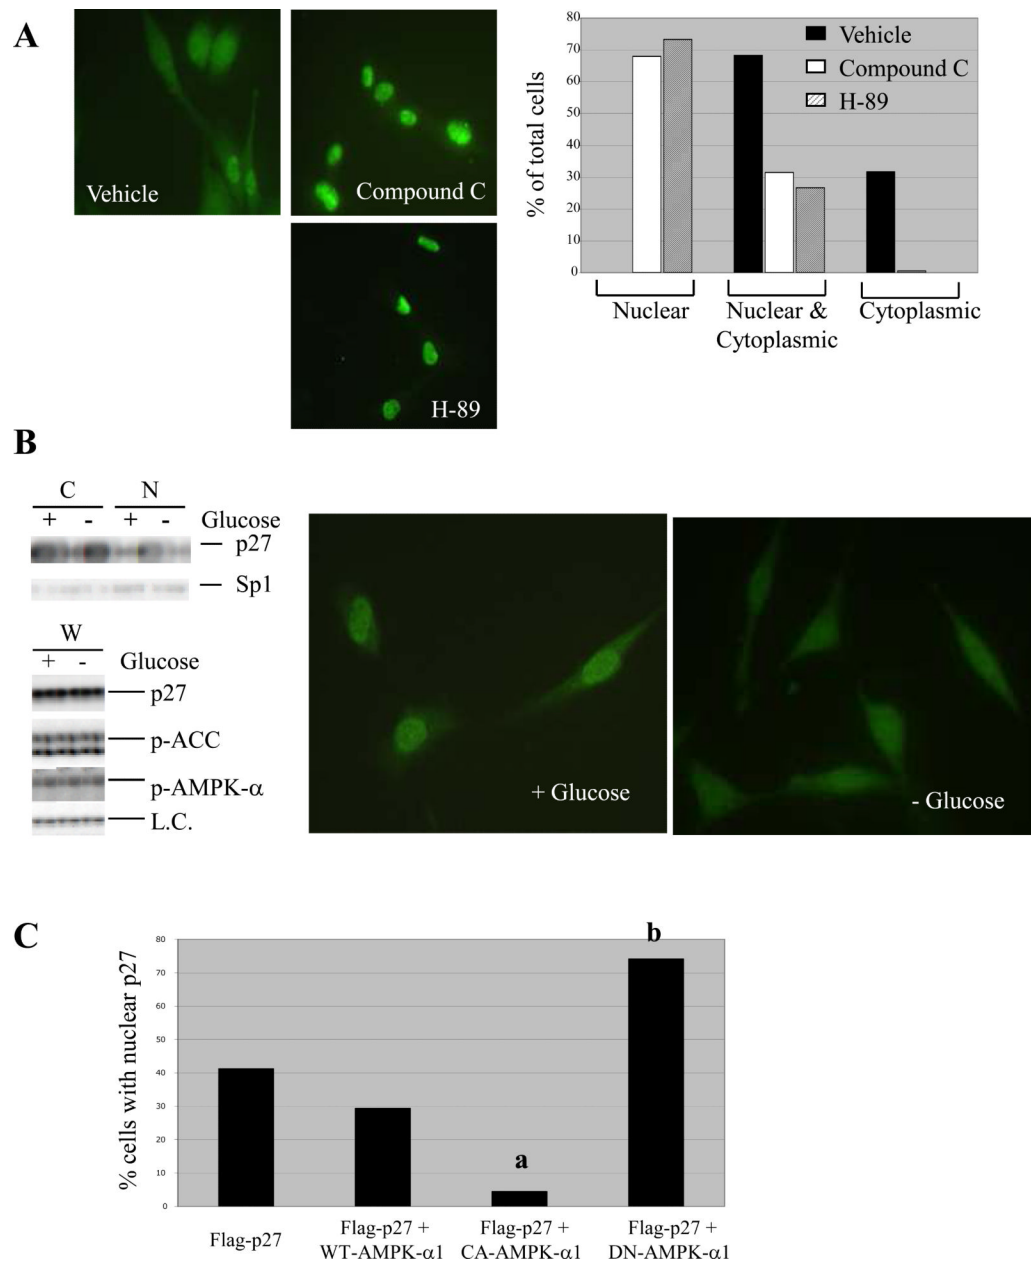 A
Vehicle
Compound C
H-89
% of total cells
80
70
60
50
40
30
20
10
0
Vehicle
Compound C
H-89
Nuclear
Nuclear &
Cytoplasmic
Cytoplasmic
B
C N
+ - + - Glucose
p27
Sp1
W
+ - Glucose
p27
p-ACC
p-AMPK-α
L.C.
+ Glucose
- Glucose
C
% cells with nuclear p27
80
70
60
50
40
30
20
10
0
a
b
Flag-p27
Flag-p27 +
WT-AMPK-α1
Flag-p27 +
CA-AMPK-α1
Flag-p27 +
DN-AMPK-α1